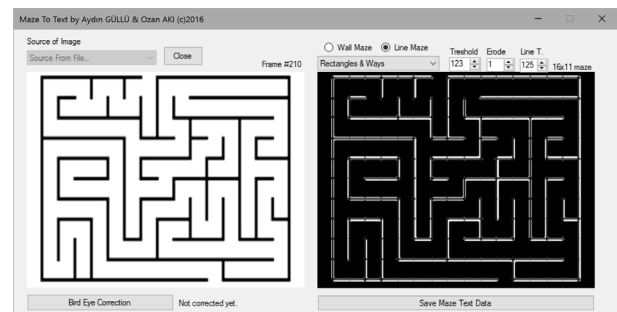 Maze To Text by Aydın GÜLLÜ & Ozan AKI (c)2016
Source of Image
Source From File...
Close
Frame #210
Wall Maze
Line Maze
Rectangles & Ways
Treshold
Erode
Line T.
123
1
125
16x11 maze
Bird Eye Correction
Not corrected yet.
Save Maze Text Data